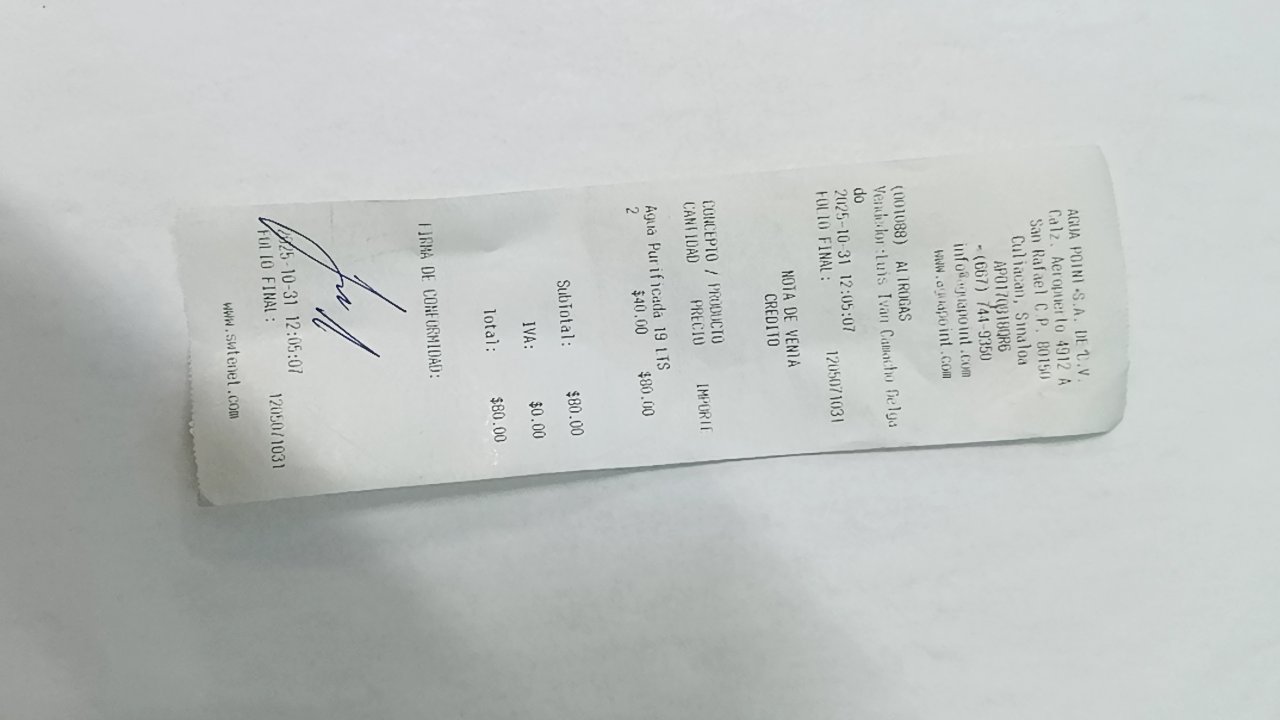 AGUA POINT S.A. DE C.V.
Calz. Aeropuerto 4912 A
San Rafael C.P. 80150
Culiacan, Sinaloa
(667) 744-9350
info@aguapoint.com
www.aguapoint.com
(001088) ALTROCAS
Vendedor:Luis Ivan Camacho Delga
do
2025-10-31 12:05:07
FOLIO FINAL: 1205071031
NOTA DE VENTA
CREDITO
CONCEPTO / PRODUCTO
CANTIDAD PRECIO IMPORTE
Agua Purificada 19 LTS
2 $40.00 $80.00
SubTotal: $80.00
IVA: $0.00
Total: $80.00
FIRMA DE CONFORMIDAD:
2025-10-31 12:05:07
FOLIO FINAL: 1205071031
www.swtenet.com